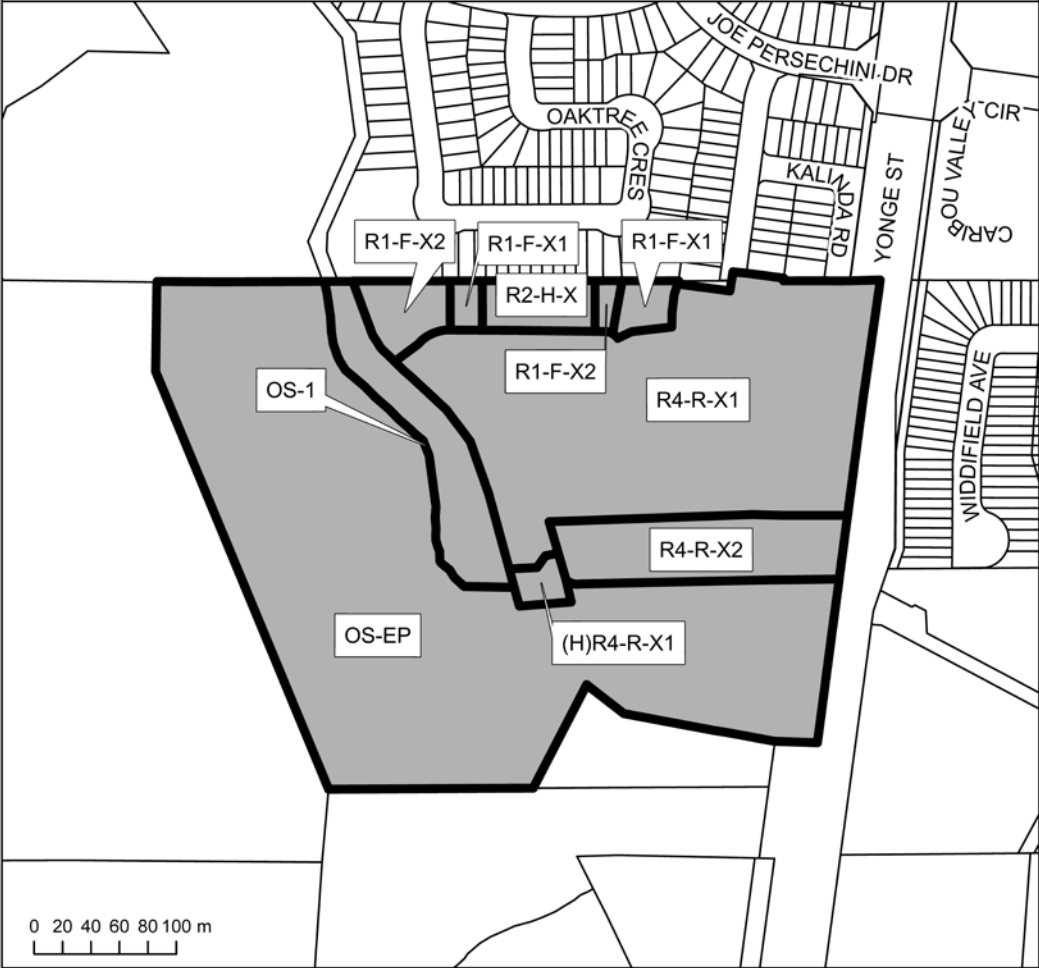 JOE PERSECHINI DR
OAKTREE CRES
CIR
CARIBOU VALLEY
KALINDA RD
YONGE ST
R1-F-X2
R1-F-X1
R1-F-X1
R2-H-X
R1-F-X2
OS-1
R4-R-X1
WIDDIFIELD AVE
R4-R-X2
OS-EP
(H)R4-R-X1
0 20 40 60 80 100 m